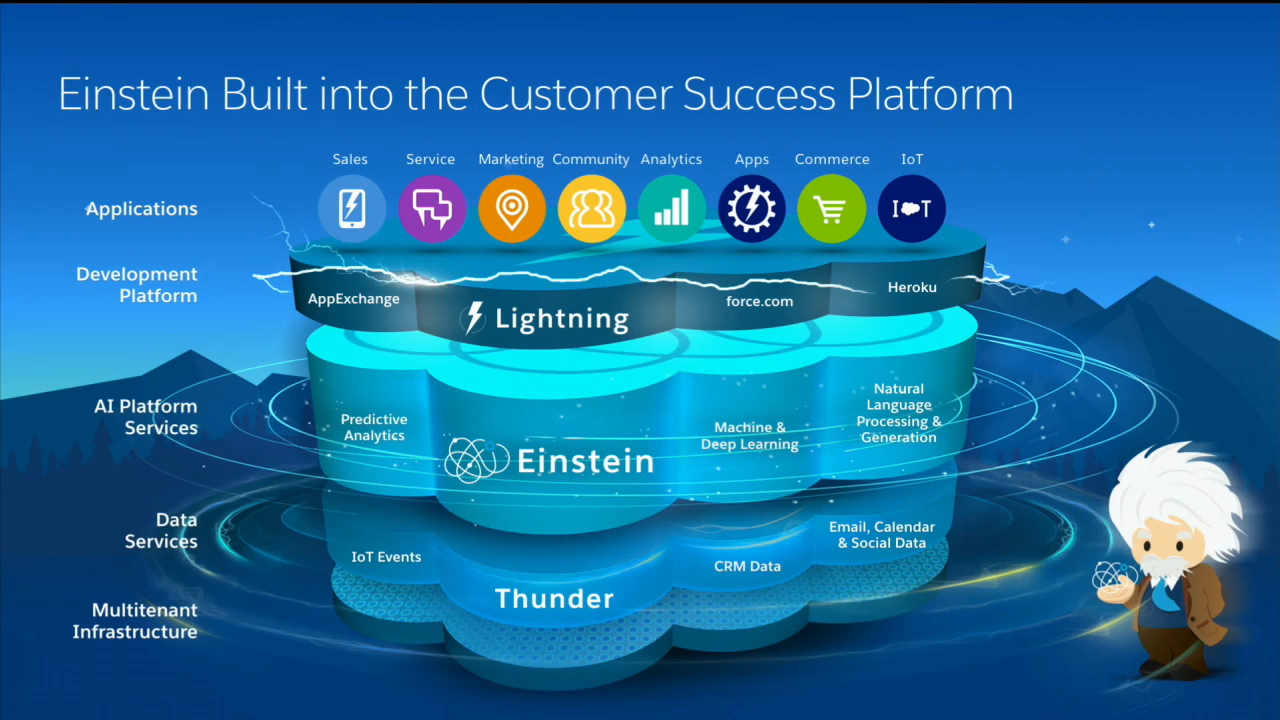 Einstein Built into the Customer Success Platform
Sales
Service
Marketing
Community
Analytics
Apps
Commerce
IoT
Applications
IoT
Development
Platform
AppExchange
Lightning
force.com
Heroku
AI Platform
Services
Predictive
Analytics
Einstein
Machine &
Deep Learning
Natural
Language
Processing &
Generation
Data
Services
IoT Events
Thunder
CRM Data
Email, Calendar
& Social Data
Multitenant
Infrastructure